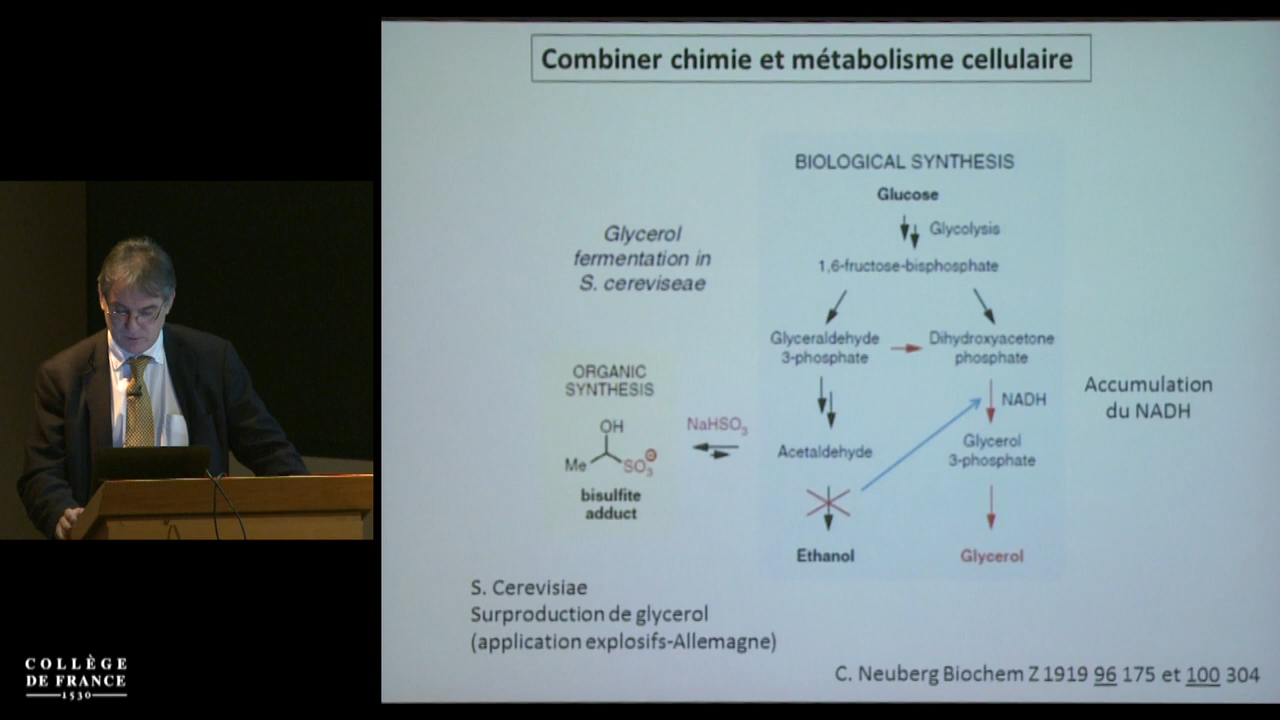 Combiner chimie et métabolisme cellulaire
BIOLOGICAL SYNTHESIS
Glucose
Glycolysis
1,6-fructose-bisphosphate
Glycerol
fermentation in
S. cereviseae
Glyceraldehyde
3-phosphate
Dihydroxyacetone
phosphate
NADH
Accumulation
du NADH
ORGANIC
SYNTHESIS
OH
Me
SO3
bisulfite
adduct
NaHSO3
Acetaldehyde
Glycerol
3-phosphate
Ethanol
Glycerol
S. Cerevisiae
Surproduction de glycerol
(application explosifs-Allemagne)
C. Neuberg Biochem Z 1919 96 175 et 100 304
COLLÈGE
DE FRANCE
1530